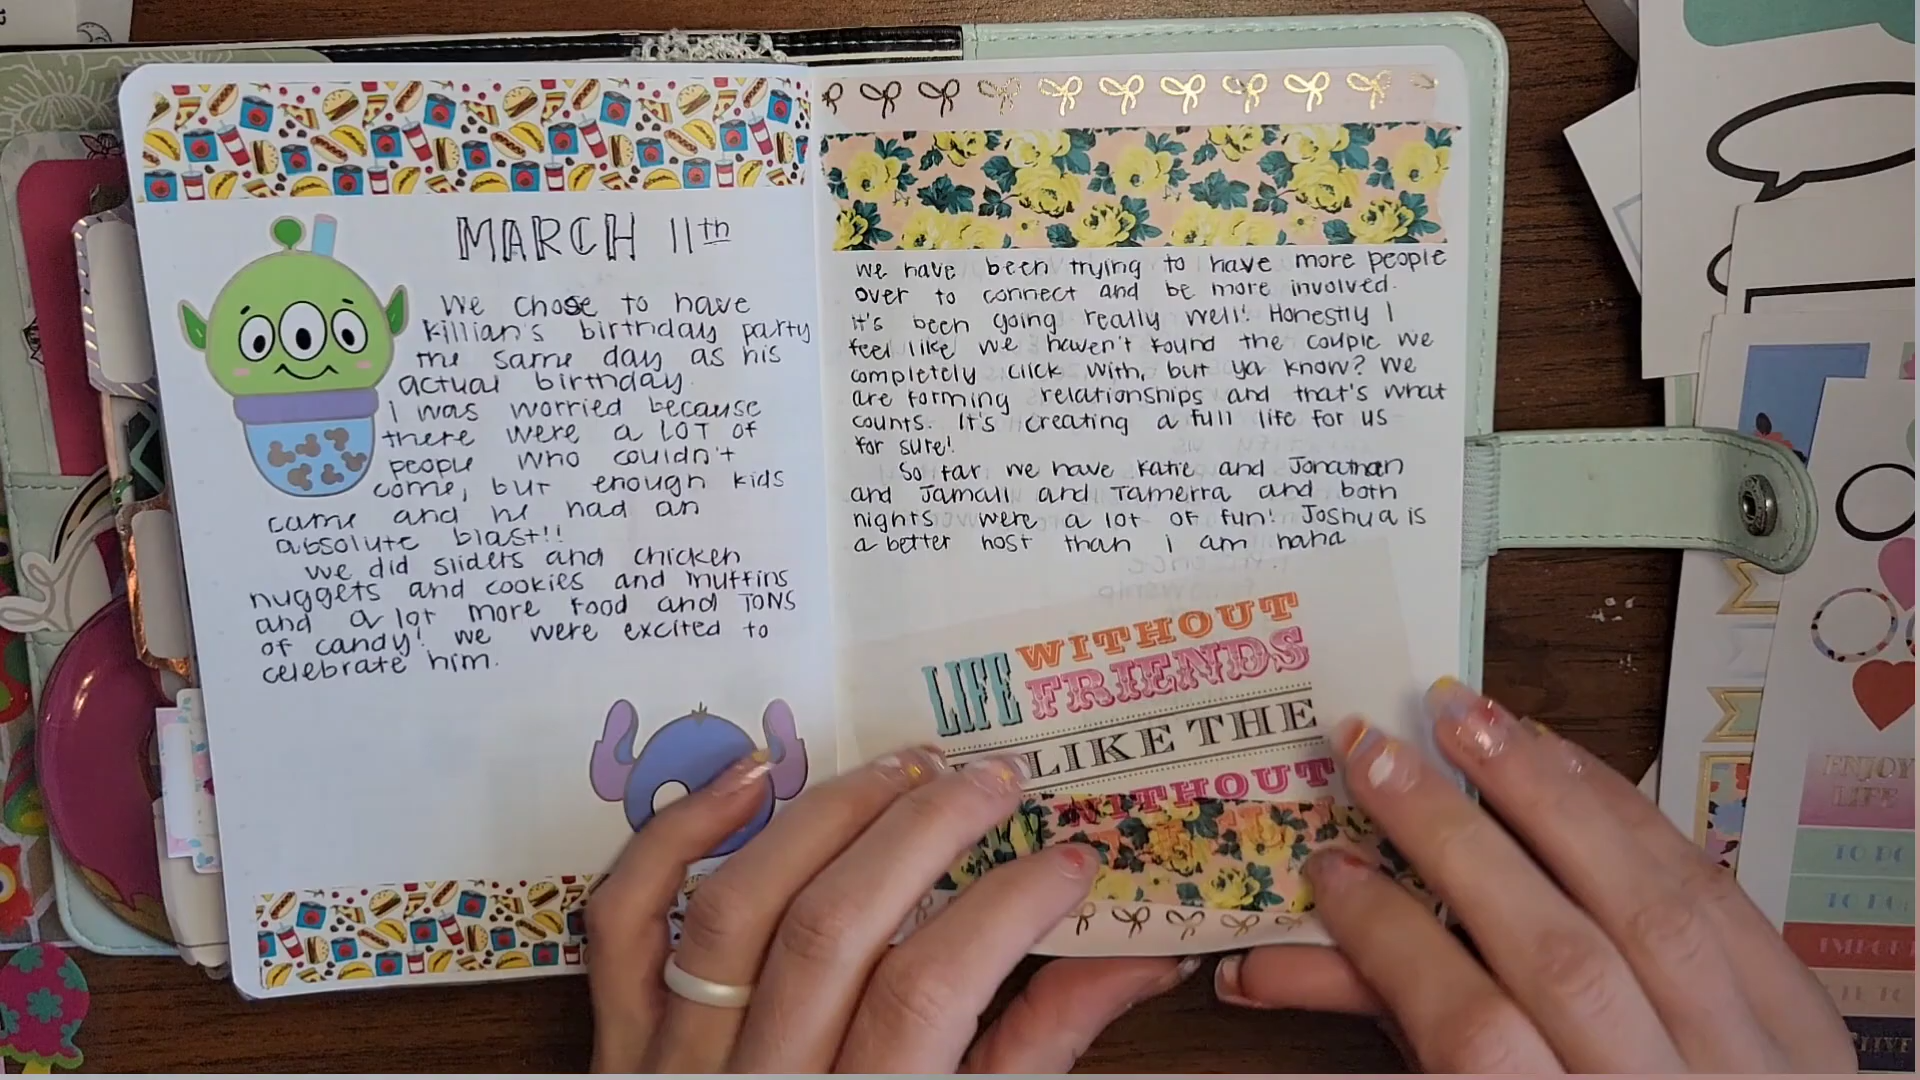 MARCH 11th
We chose to have
Killian's birthday party
the same day as his
actual birthday.
I was worried because
there were a LOT of
people who couldn't
come, but enough kids
came and he had an
absolute blast!!
We did sliders and chicken
nuggets and cookies and muffins
and a lot more food and TONS
of candy! We were excited to
celebrate him.
We have been trying to have more people
over to connect and be more involved.
it's been going really well! Honestly I
feel like we haven't found the couple we
completely click with, but ya know? We
are forming relationships and that's what
counts. It's creating a full life for us
for sure!
So far we have Katie and Jonathan
and Jamall and Tamerra and both
nights were a lot of fun! Joshua is
a better host than i am haha
LIFE WITHOUT
FRIENDS
LIKE THE
WITHOUT
ENJOY
LIFE
TO DO